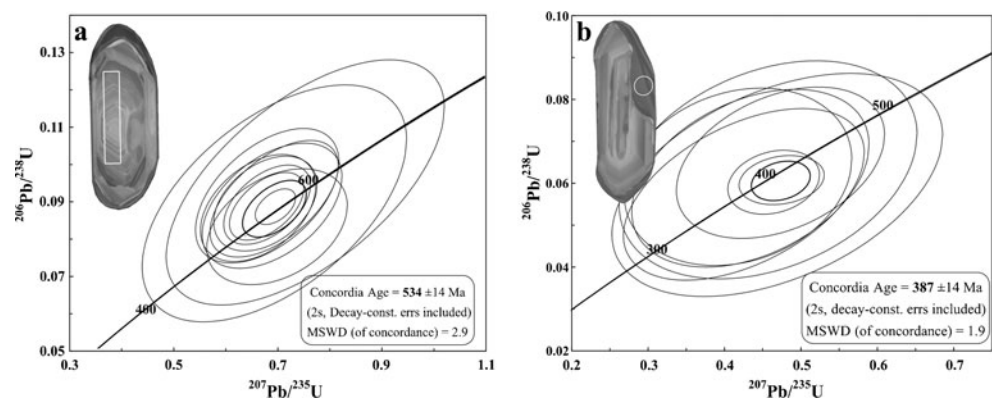 a
0.13
0.11
0.09
0.07
0.05
²⁰⁶Pb/²³⁸U
600
400
Concordia Age = 534 ±14 Ma
(2s, Decay-const. errs included)
MSWD (of concordance) = 2.9
0.3
0.5
0.7
0.9
1.1
²⁰⁷Pb/²³⁵U
b
0.10
0.08
0.06
0.04
0.02
²⁰⁶Pb/²³⁸U
500
400
300
Concordia Age = 387 ±14 Ma
(2s, decay-const. errs included)
MSWD (of concordance) = 1.9
0.2
0.3
0.4
0.5
0.6
0.7
²⁰⁷Pb/²³⁵U